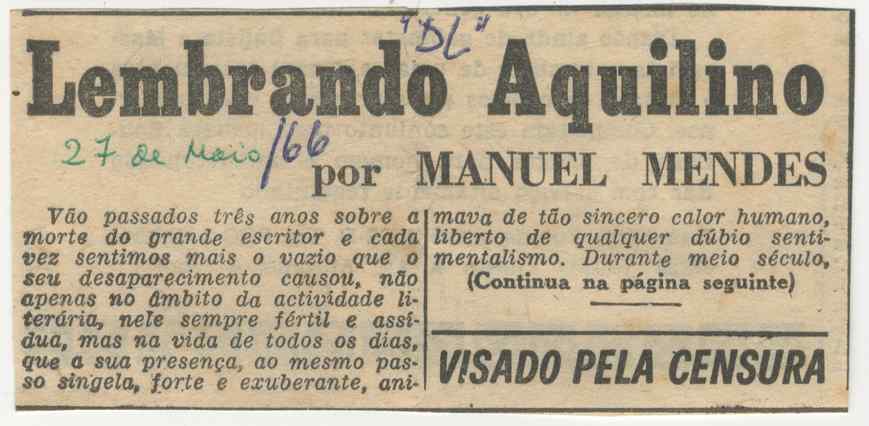 "DL"
Lembrando Aquilino
27 de Maio/66
por MANUEL MENDES
Vão passados três anos sobre a
morte do grande escritor e cada
vez sentimos mais o vazio que o
seu desaparecimento causou, não
apenas no âmbito da actividade li-
terária, nele sempre fértil e assí-
dua, mas na vida de todos os dias,
que a sua presença, ao mesmo pas-
so singela, forte e exuberante, ani-
mava de tão sincero calor humano,
liberto de qualquer dúbio senti-
mentalismo. Durante meio século,
(Continua na página seguinte)
VISADO PELA CENSURA